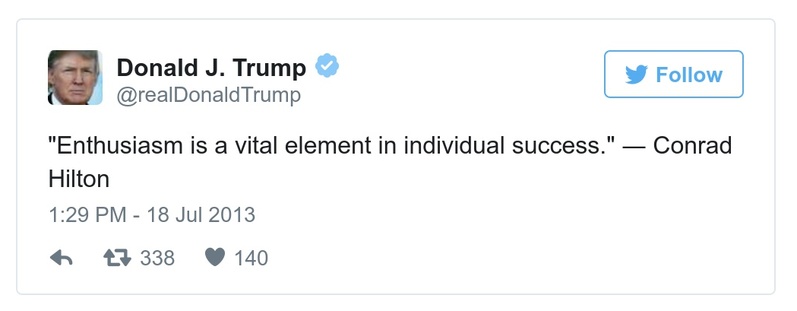 Donald J. Trump
@realDonaldTrump
Follow
"Enthusiasm is a vital element in individual success." — Conrad
Hilton
1:29 PM - 18 Jul 2013
338 140